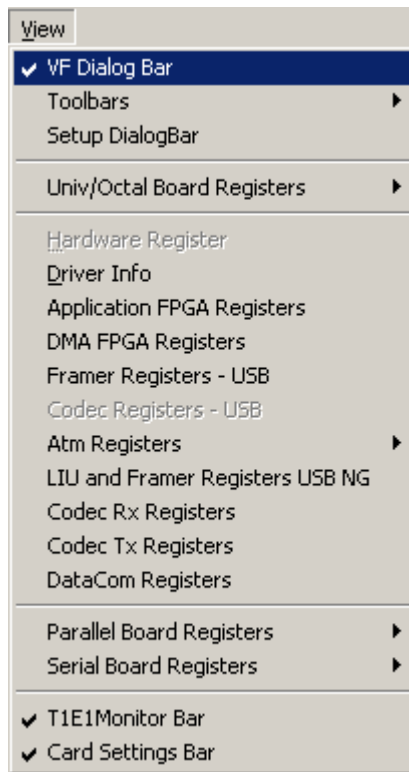 View
VF Dialog Bar
Toolbars
Setup DialogBar
Univ/Octal Board Registers
Hardware Register
Driver Info
Application FPGA Registers
DMA FPGA Registers
Framer Registers - USB
Codec Registers - USB
Atm Registers
LIU and Framer Registers USB NG
Codec Rx Registers
Codec Tx Registers
DataCom Registers
Parallel Board Registers
Serial Board Registers
T1E1Monitor Bar
Card Settings Bar